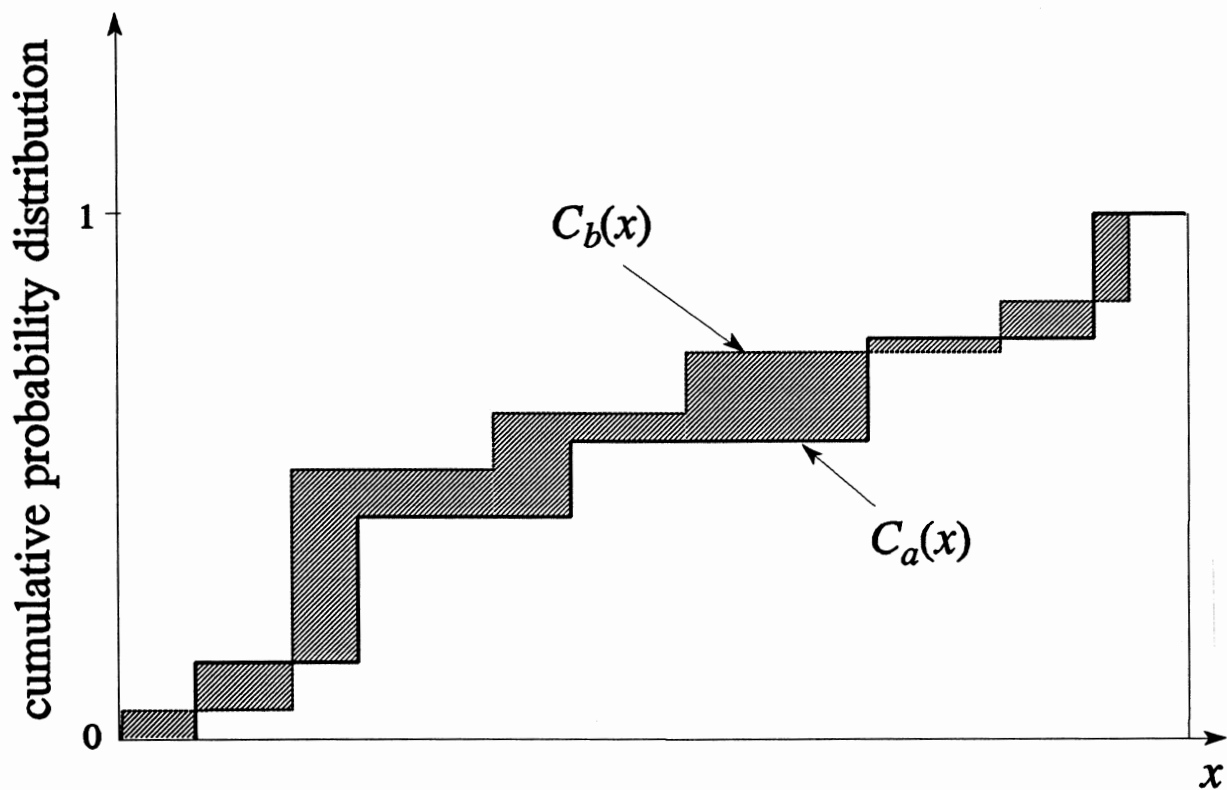 cumulative probability distribution
1
C_b(x)
C_a(x)
0
x